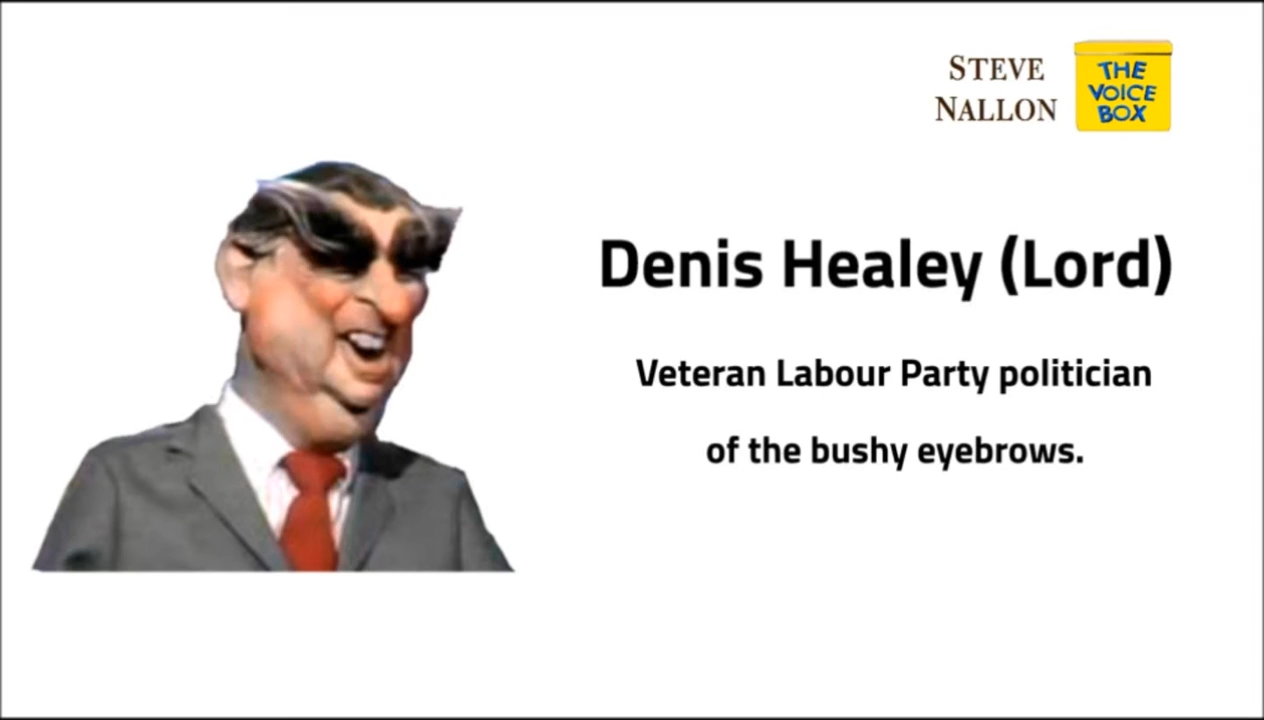 STEVE
NALLON
THE
VOICE
BOX
Denis Healey (Lord)
Veteran Labour Party politician
of the bushy eyebrows.